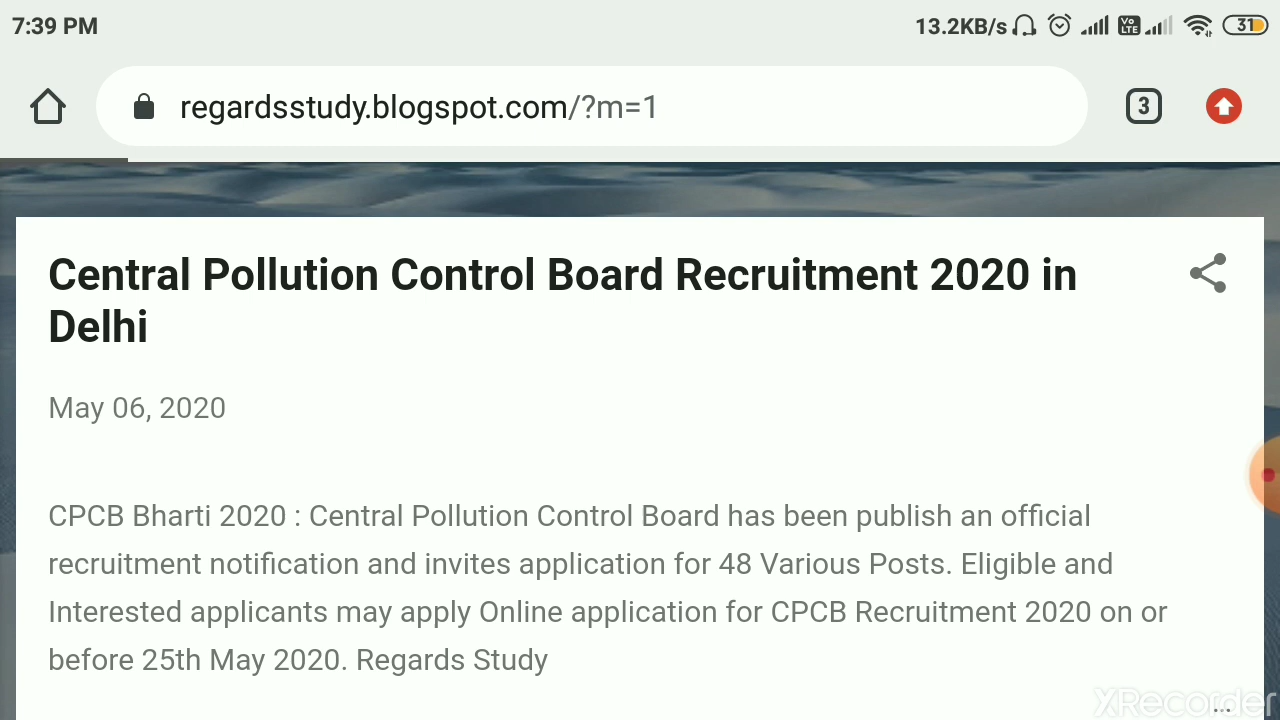 7:39 PM 13.2KB/s Vo LTE 31
regardsstudy.blogspot.com/?m=1 3
Central Pollution Control Board Recruitment 2020 in
Delhi
May 06, 2020
CPCB Bharti 2020 : Central Pollution Control Board has been publish an official
recruitment notification and invites application for 48 Various Posts. Eligible and
Interested applicants may apply Online application for CPCB Recruitment 2020 on or
before 25th May 2020. Regards Study
XRecorder
...